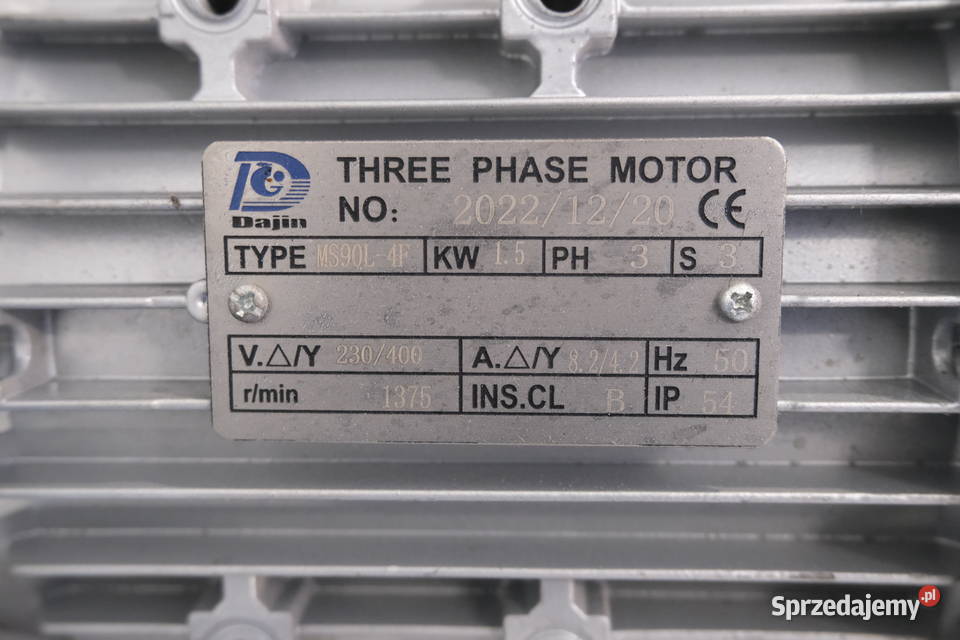 Dajin
THREE PHASE MOTOR
NO: 2022/12/20 CE
TYPE MS90L-4F KW 1.5 PH 3 S 3
V.△/Y 230/400 A.△/Y 8.2/4.2 Hz 50
r/min 1375 INS.CL B IP 54
Sprzedajemy.pl